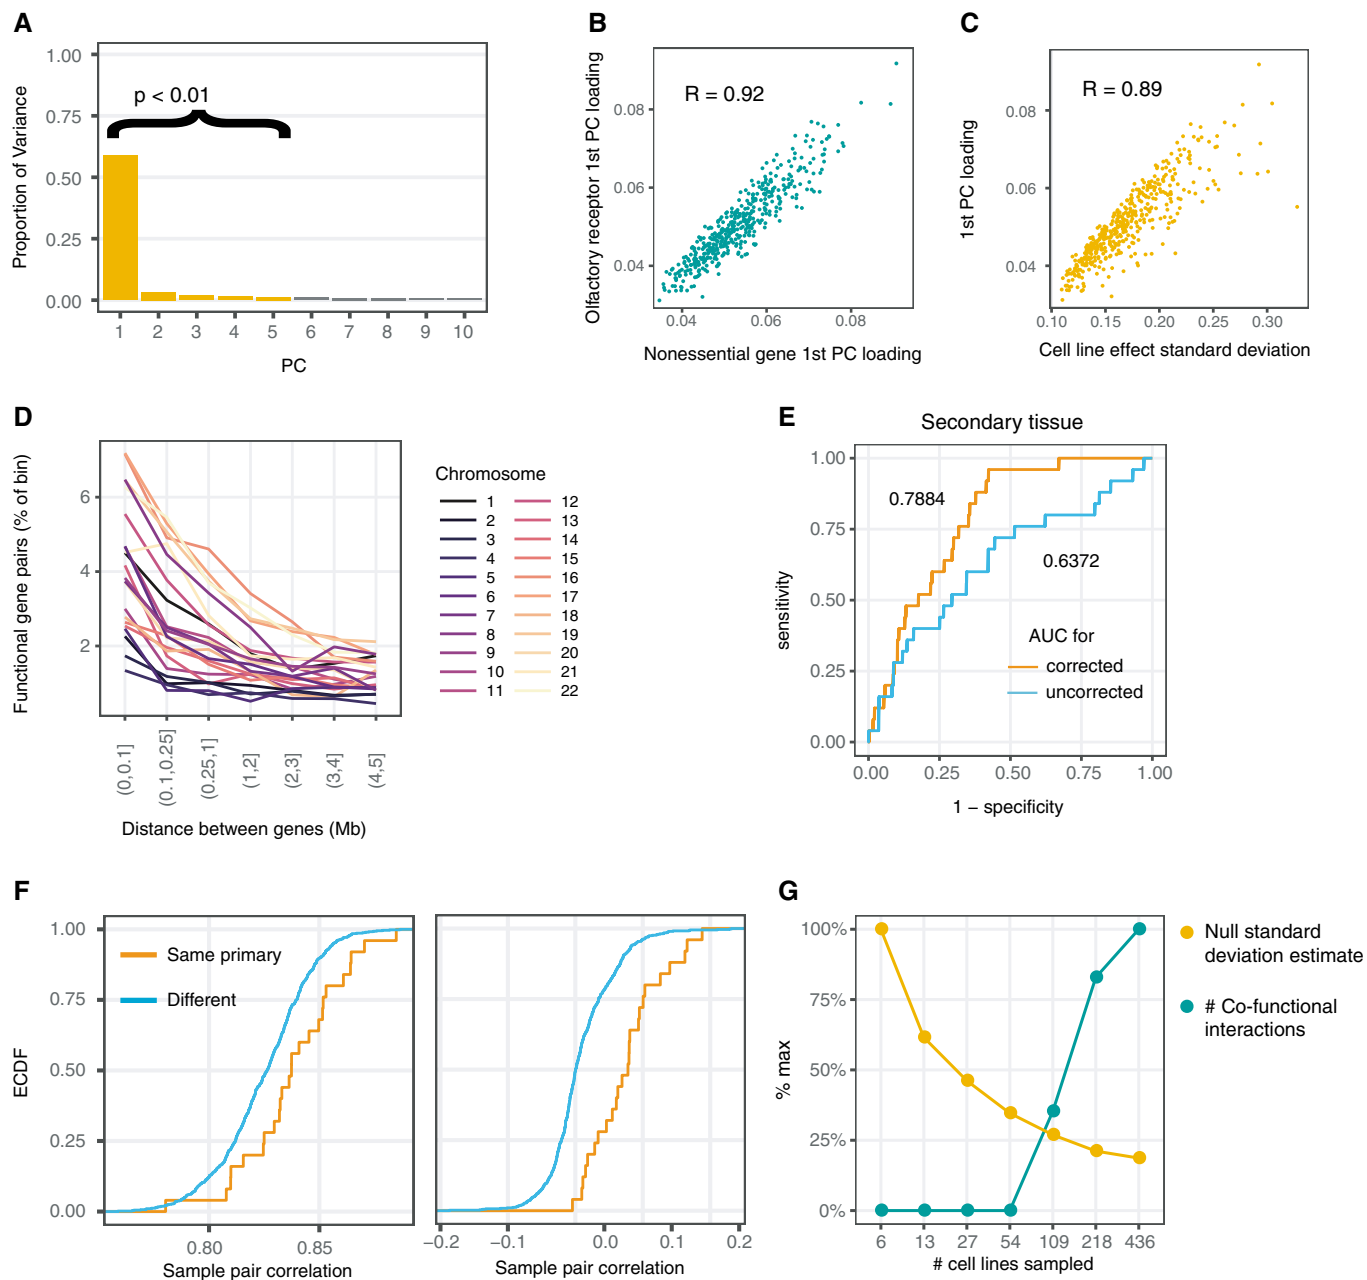 A
1.00
0.75
0.50
0.25
0.00
Proportion of Variance
p < 0.01
1 2 3 4 5 6 7 8 9 10
PC
B
Olfactory receptor 1st PC loading
0.08
0.06
0.04
R = 0.92
0.04 0.06 0.08
Nonessential gene 1st PC loading
C
1st PC loading
0.08
0.06
0.04
R = 0.89
0.10 0.15 0.20 0.25 0.30
Cell line effect standard deviation
D
Functional gene pairs (% of bin)
6
4
2
(0,0.1]
(0.1,0.25]
(0.25,1]
(1,2]
(2,3]
(3,4]
(4,5]
Distance between genes (Mb)
Chromosome
1 12
2 13
3 14
4 15
5 16
6 17
7 18
8 19
9 20
10 21
11 22
E
Secondary tissue
sensitivity
1.00
0.75
0.50
0.25
0.00
0.7884
0.6372
AUC for
corrected
uncorrected
0.00 0.25 0.50 0.75 1.00
1 − specificity
F
ECDF
1.00
0.75
0.50
0.25
0.00
Same primary
Different
0.80 0.85
Sample pair correlation
−0.2 −0.1 0.0 0.1 0.2
Sample pair correlation
G
% max
100%
75%
50%
25%
0%
6 13 27 54 109 218 436
# cell lines sampled
Null standard
deviation estimate
# Co-functional
interactions